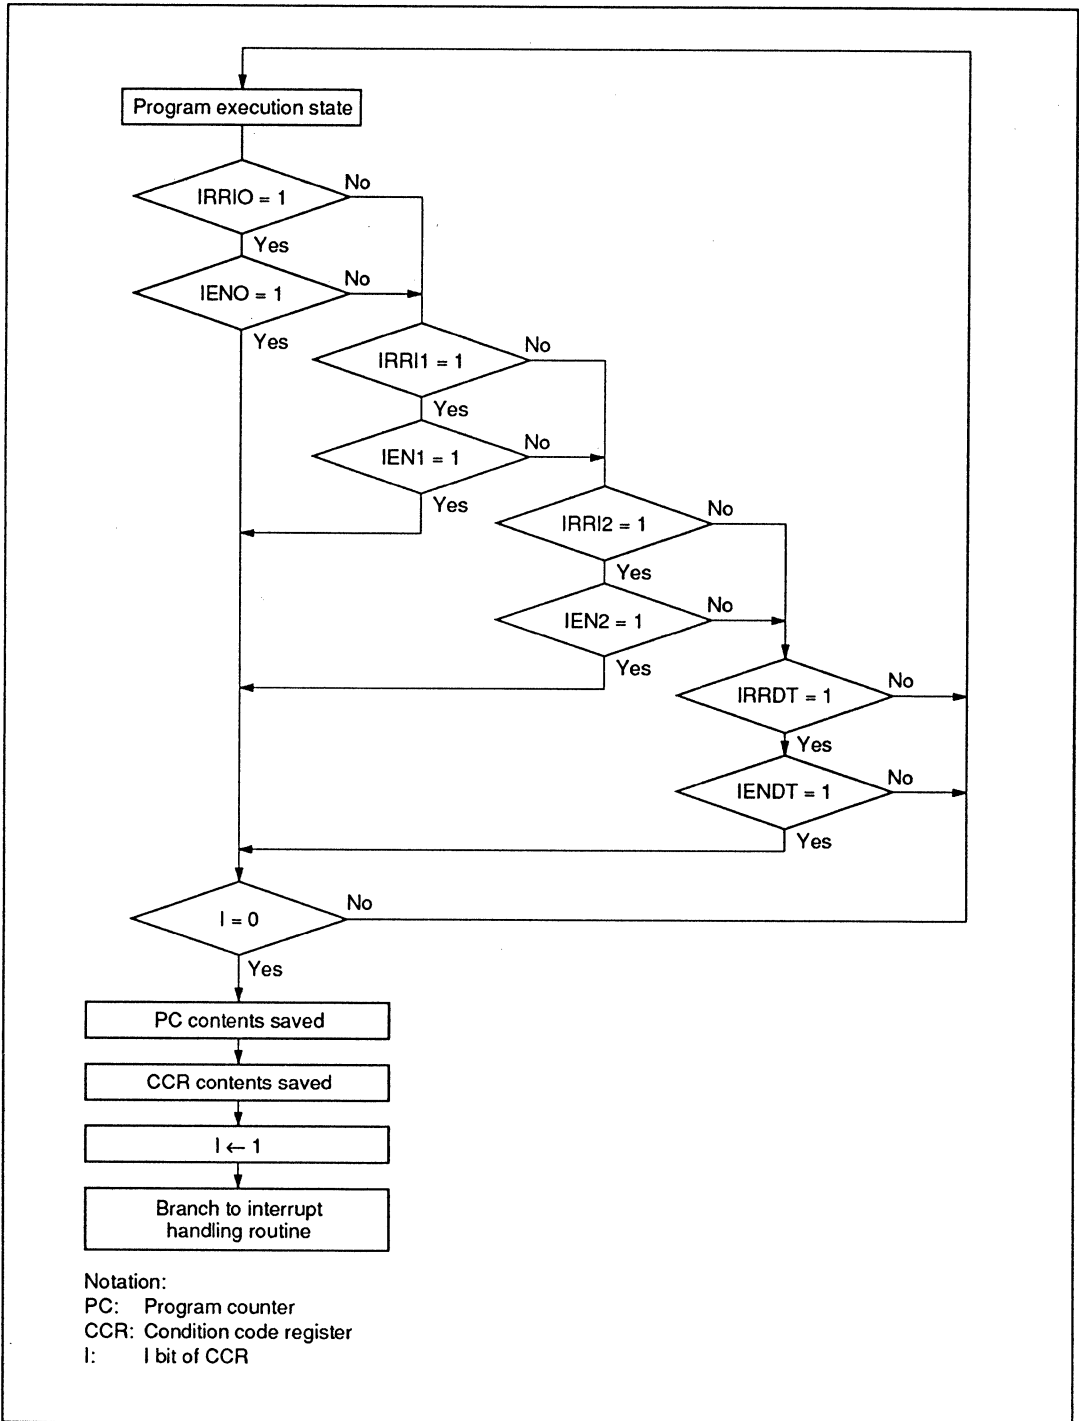 Program execution state
IRRIO = 1
No
Yes
IENO = 1
No
Yes
IRRI1 = 1
No
Yes
IEN1 = 1
No
Yes
IRRI2 = 1
No
Yes
IEN2 = 1
No
Yes
IRRDT = 1
No
Yes
IENDT = 1
No
Yes
I = 0
No
Yes
PC contents saved
CCR contents saved
I ← 1
Branch to interrupt
handling routine
Notation:
PC: Program counter
CCR: Condition code register
I: I bit of CCR